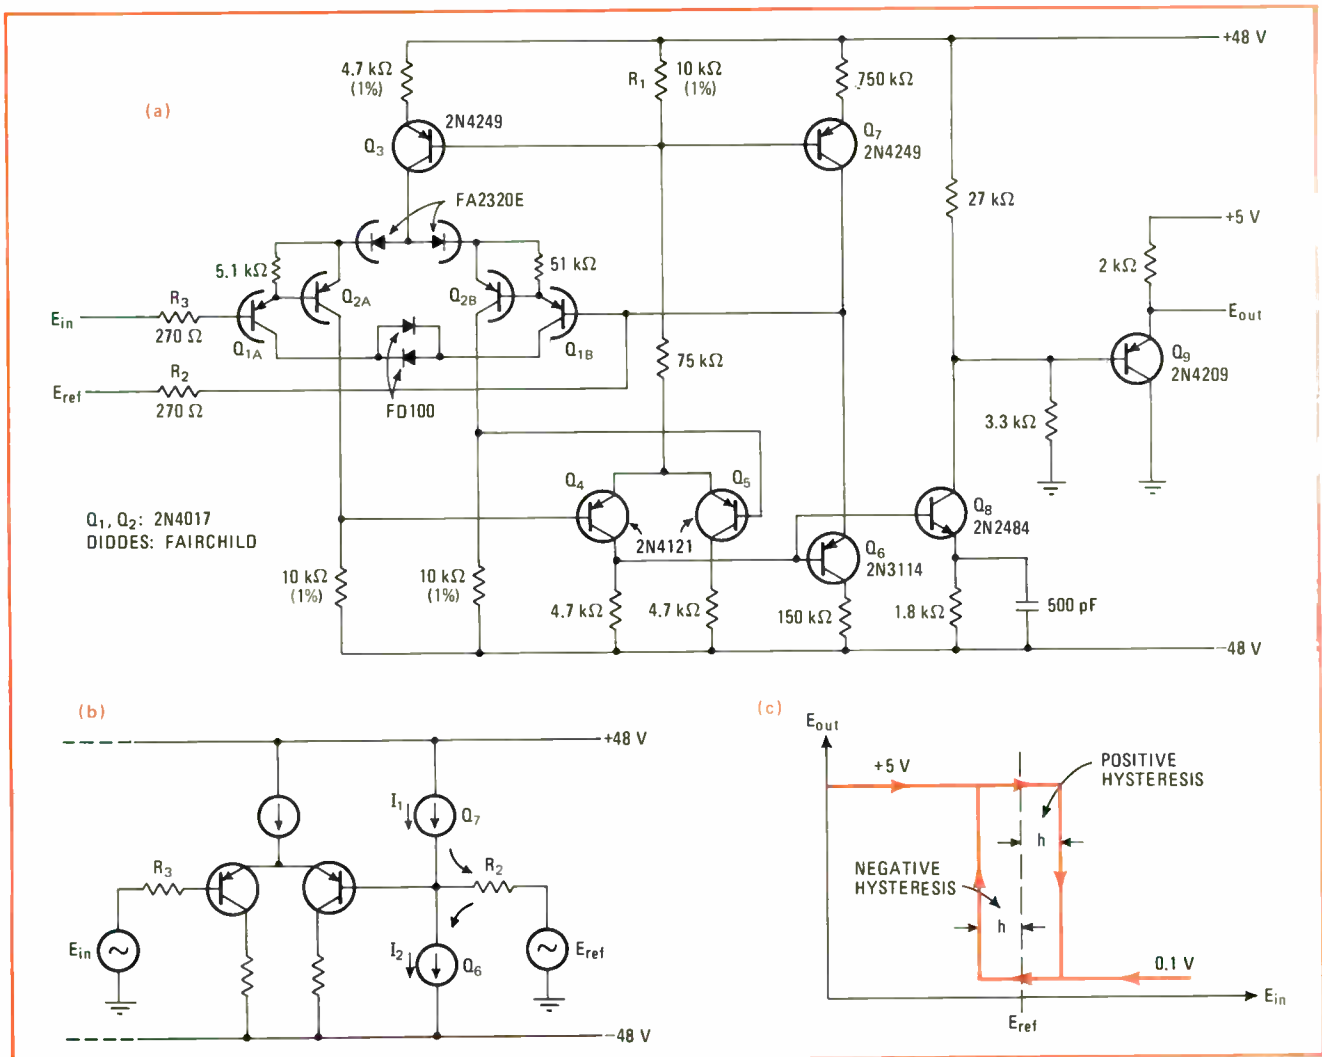 (a)
+48 V
4.7 kΩ
(1%)
R1
10 kΩ
(1%)
750 kΩ
2N4249
Q3
Q7
2N4249
FA2320E
27 kΩ
+5 V
5.1 kΩ
51 kΩ
2 kΩ
Q2A
Q2B
R3
Ein
270 Ω
Q1A
Q1B
Eout
Q9
2N4209
R2
Eref
270 Ω
FD100
75 kΩ
3.3 kΩ
Q4
Q5
Q1, Q2: 2N4017
DIODES: FAIRCHILD
2N4121
Q8
2N2484
Q6
2N3114
10 kΩ
(1%)
10 kΩ
(1%)
4.7 kΩ
4.7 kΩ
150 kΩ
1.8 kΩ
500 pF
−48 V
(b)
+48 V
I1
Q7
R3
R2
Ein
I2
Q6
Eref
−48 V
(c)
Eout
+5 V
POSITIVE
HYSTERESIS
h
NEGATIVE
HYSTERESIS
h
0.1 V
Ein
Eref